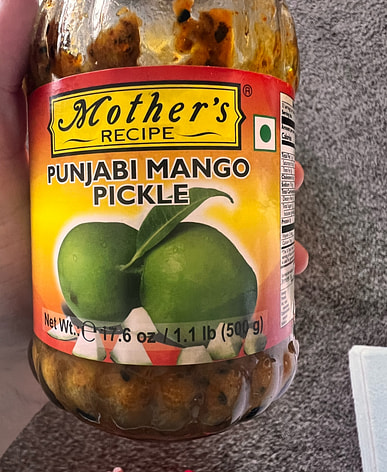 Mother's®
RECIPE
PUNJABI MANGO
PICKLE
Net Wt.: ℮ 17.6 oz / 1.1 lb (500 g)